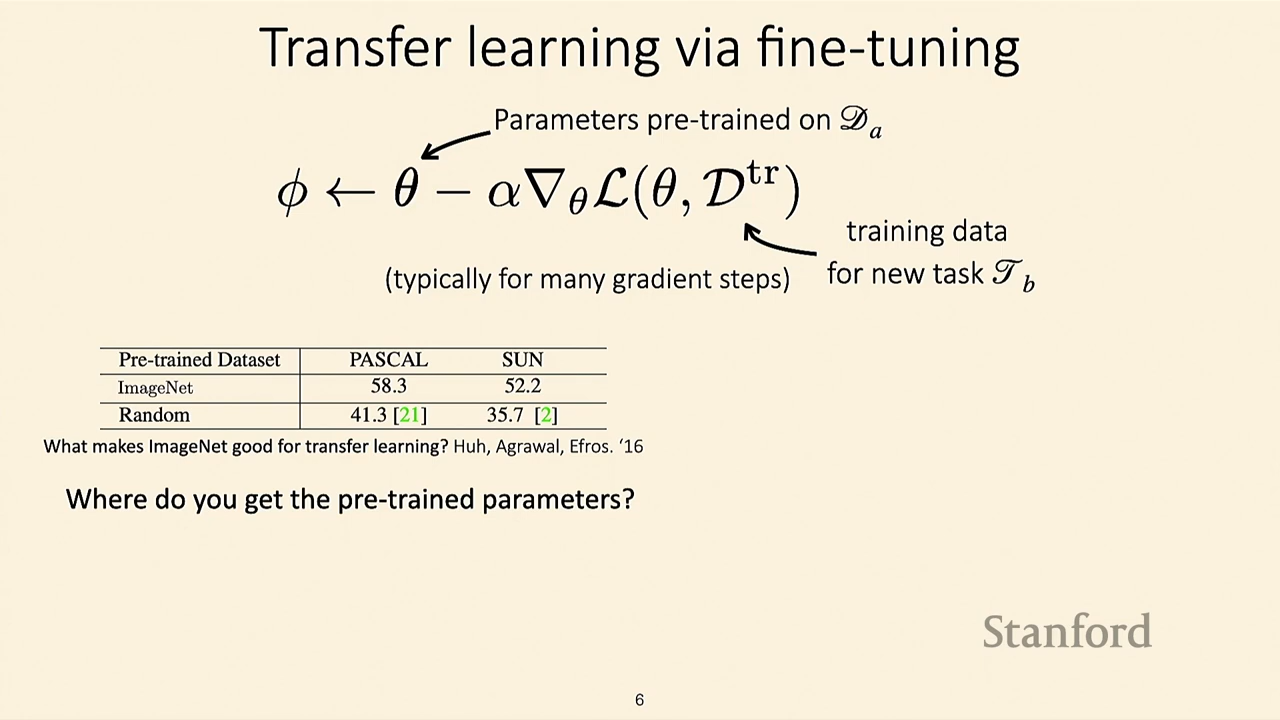 Transfer learning via fine-tuning
Parameters pre-trained on 𝒟a
ϕ ← θ − α∇θℒ(θ, 𝒟tr)
training data
(typically for many gradient steps)
for new task 𝒯b
Pre-trained Dataset PASCAL SUN
ImageNet 58.3 52.2
Random 41.3 [21] 35.7 [2]
What makes ImageNet good for transfer learning? Huh, Agrawal, Efros. ‘16
Where do you get the pre-trained parameters?
Stanford
6